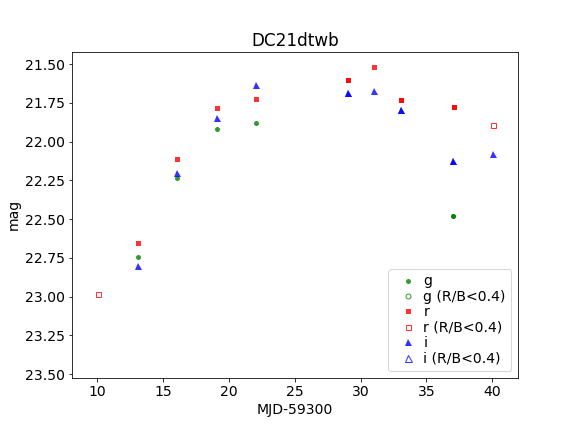 DC21dtwb
21.50
21.75
22.00
22.25
22.50
22.75
23.00
23.25
23.50
mag
g
g (R/B<0.4)
r
r (R/B<0.4)
i
i (R/B<0.4)
10
15
20
25
30
35
40
MJD-59300